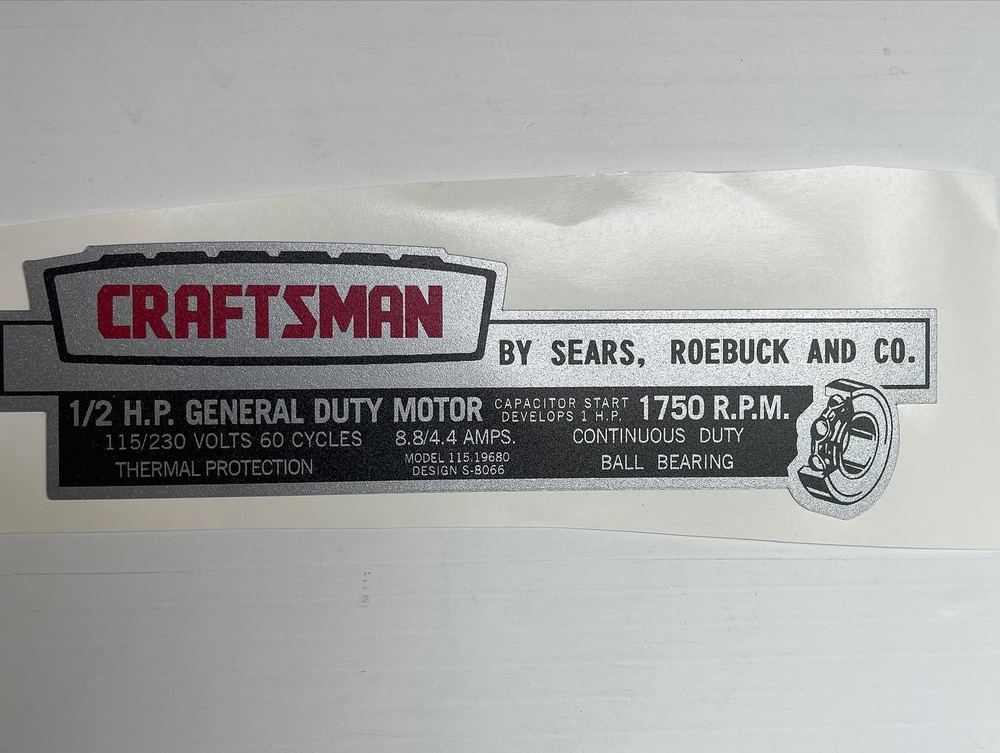 CRAFTSMAN
BY SEARS, ROEBUCK AND CO.
1/2 H.P. GENERAL DUTY MOTOR CAPACITOR START DEVELOPS 1 H.P. 1750 R.P.M.
115/230 VOLTS 60 CYCLES 8.8/4.4 AMPS. CONTINUOUS DUTY
THERMAL PROTECTION MODEL 115.19680 DESIGN S-8066 BALL BEARING